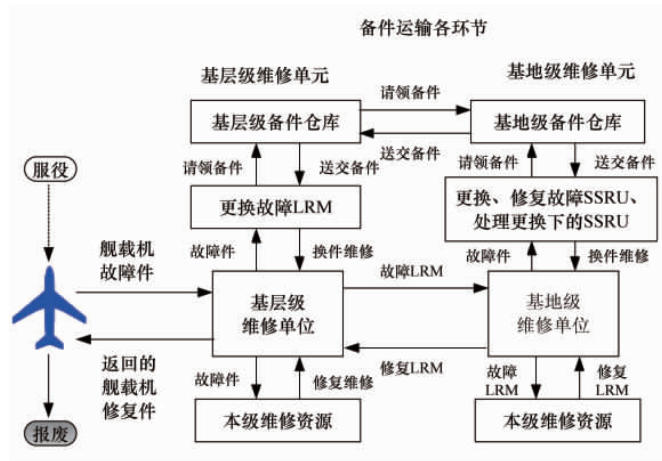 备件运输各环节
基层级维修单元
基地级维修单元
请领备件
基层级备件仓库
基地级备件仓库
送交备件
请领备件
送交备件
请领备件
送交备件
服役
更换故障LRM
更换、修复故障SSRU、
处理更换下的SSRU
故障件
换件维修
故障件
换件维修
舰载机
故障件
故障LRM
基层级
维修单位
基地级
维修单位
返回的
舰载机
修复件
修复LRM
故障件
修复维修
故障
LRM
修复
LRM
报废
本级维修资源
本级维修资源